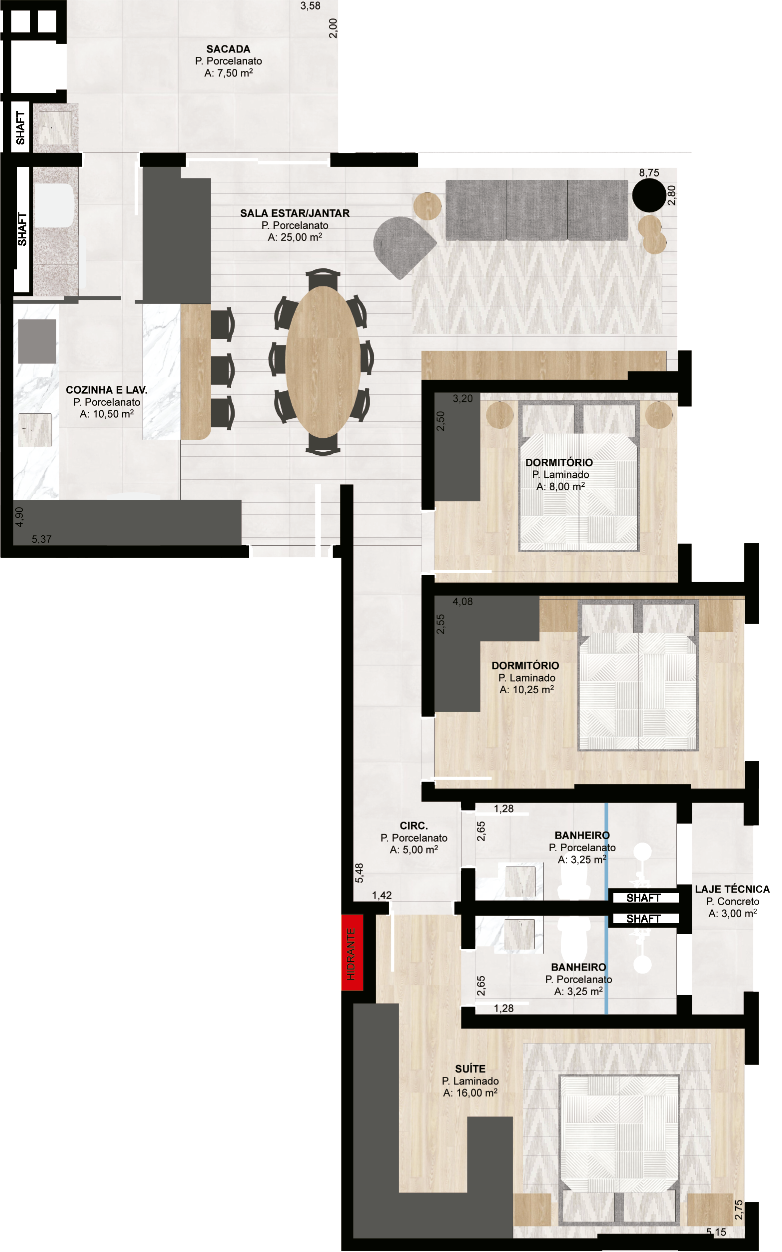 3,58
2,00
SACADA
P. Porcelanato
A: 7,50 m²
SHAFT
SHAFT
8,75
2,80
SALA ESTAR/JANTAR
P. Porcelanato
A: 25,00 m²
COZINHA E LAV.
P. Porcelanato
A: 10,50 m²
3,20
2,50
DORMITÓRIO
P. Laminado
A: 8,00 m²
4,90
5,37
4,08
2,55
DORMITÓRIO
P. Laminado
A: 10,25 m²
1,28
2,65
CIRC.
P. Porcelanato
A: 5,00 m²
BANHEIRO
P. Porcelanato
A: 3,25 m²
5,48
1,42
SHAFT
SHAFT
LAJE TÉCNICA
P. Concreto
A: 3,00 m²
HIDRANTE
BANHEIRO
P. Porcelanato
A: 3,25 m²
2,65
1,28
SUÍTE
P. Laminado
A: 16,00 m²
2,75
5,15